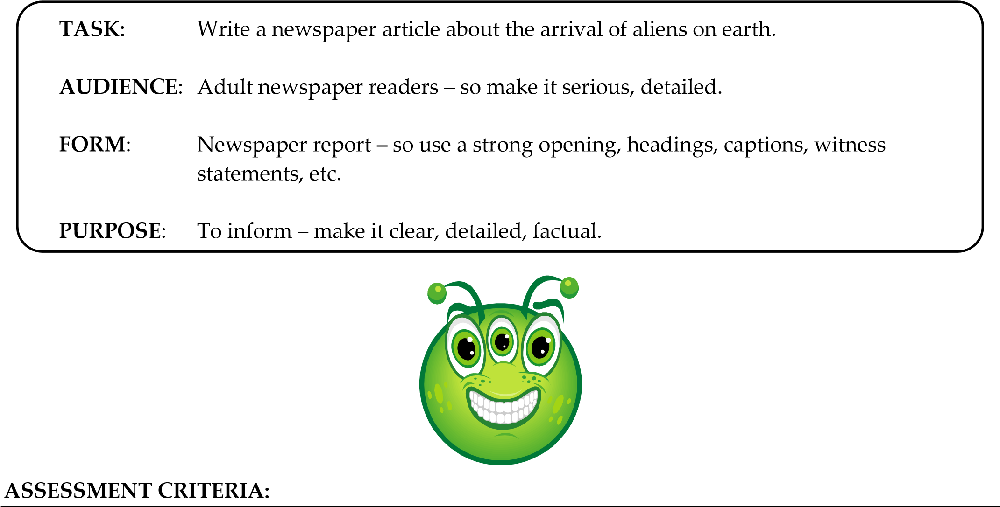 TASK: Write a newspaper article about the arrival of aliens on earth.
AUDIENCE: Adult newspaper readers – so make it serious, detailed.
FORM: Newspaper report – so use a strong opening, headings, captions, witness
statements, etc.
PURPOSE: To inform – make it clear, detailed, factual.
ASSESSMENT CRITERIA: